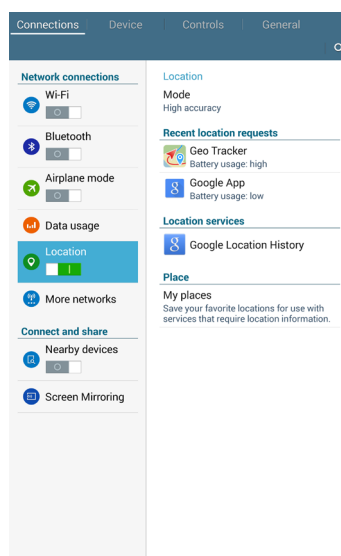 Connections
Device
Controls
General
Network connections
Wi-Fi
Bluetooth
Airplane mode
Data usage
Location
More networks
Connect and share
Nearby devices
Screen Mirroring
Location
Mode
High accuracy
Recent location requests
Geo Tracker
Battery usage: high
8
Google App
Battery usage: low
Location services
8
Google Location History
Place
My places
Save your favorite locations for use with
services that require location information.